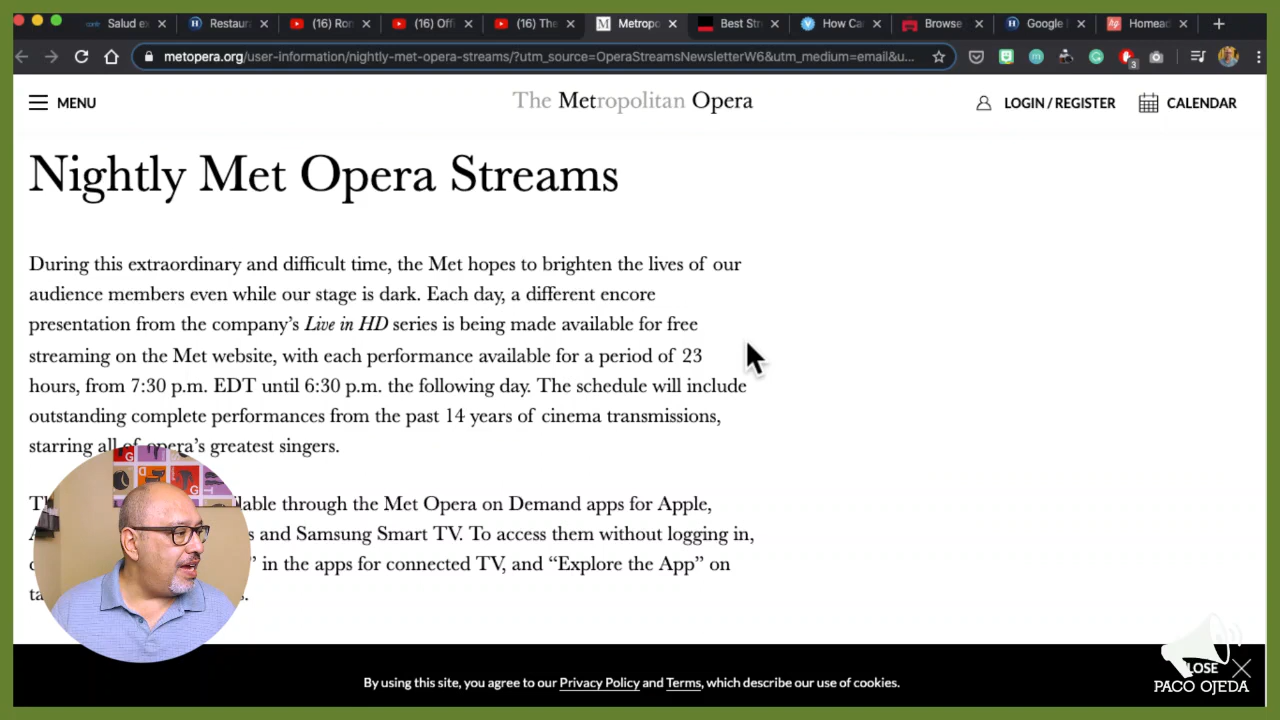 Salud e
Restaur
(16) Ron
(16) Offi
(16) The
Metropo
Best Str
How Ca
Browse
Google
Homead
metopera.org/user-information/nightly-met-opera-streams/?utm_source=OperaStreamsNewsletterW6&utm_medium=email&u...
3
MENU
The Metropolitan Opera
LOGIN / REGISTER
CALENDAR
Nightly Met Opera Streams
During this extraordinary and difficult time, the Met hopes to brighten the lives of our
audience members even while our stage is dark. Each day, a different encore
presentation from the company's Live in HD series is being made available for free
streaming on the Met website, with each performance available for a period of 23
hours, from 7:30 p.m. EDT until 6:30 p.m. the following day. The schedule will include
outstanding complete performances from the past 14 years of cinema transmissions,
starring all of opera's greatest singers.
through the Met Opera on Demand apps for Apple,
and Samsung Smart TV. To access them without logging in,
in the apps for connected TV, and “Explore the App” on
By using this site, you agree to our Privacy Policy and Terms, which describe our use of cookies.
PACO OJEDA